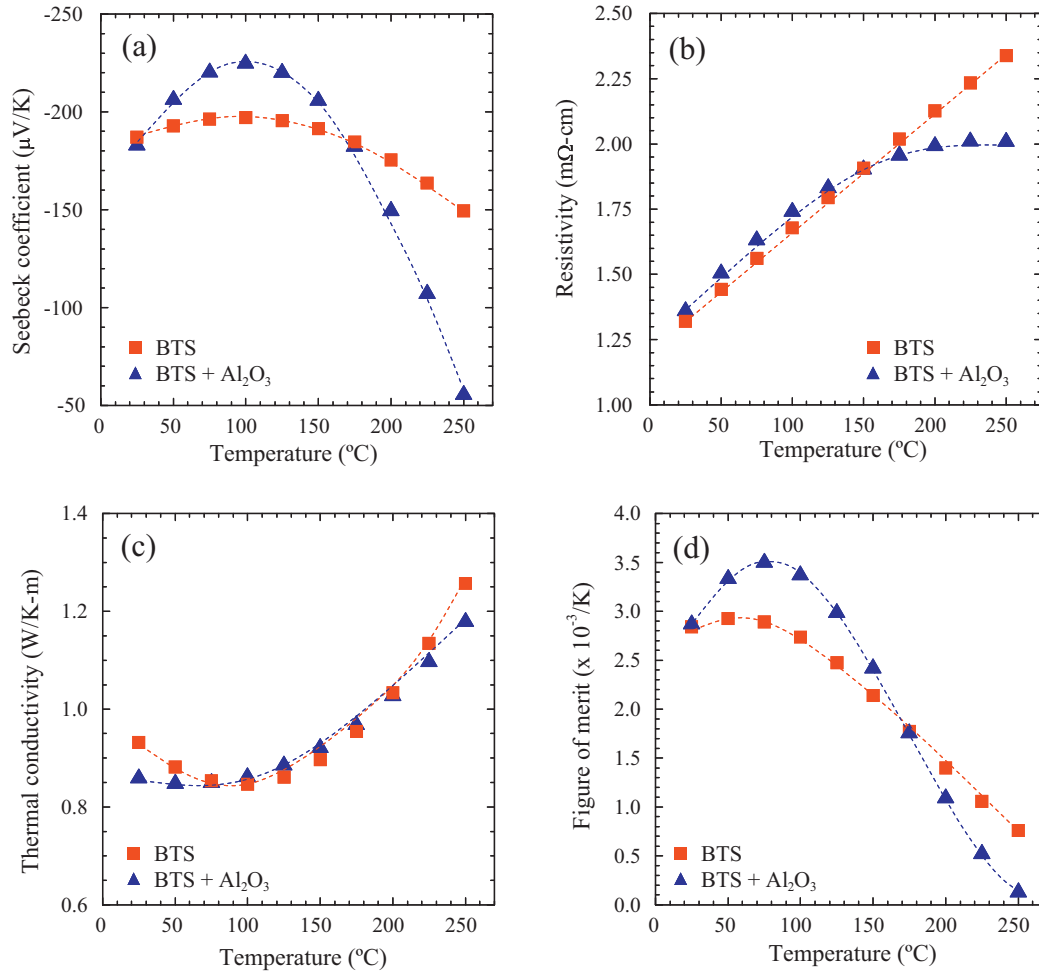 (a)
-250
-200
-150
-100
-50
Seebeck coefficient (µV/K)
BTS
BTS + Al₂O₃
0 50 100 150 200 250
Temperature (ºC)
(b)
2.50
2.25
2.00
1.75
1.50
1.25
1.00
Resistivity (mΩ-cm)
BTS
BTS + Al₂O₃
0 50 100 150 200 250
Temperature (ºC)
(c)
1.4
1.2
1.0
0.8
0.6
Thermal conductivity (W/K-m)
BTS
BTS + Al₂O₃
0 50 100 150 200 250
Temperature (ºC)
(d)
4.0
3.5
3.0
2.5
2.0
1.5
1.0
0.5
0.0
Figure of merit (x 10⁻³/K)
BTS
BTS + Al₂O₃
0 50 100 150 200 250
Temperature (ºC)